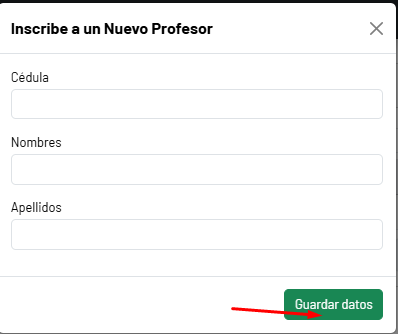 Inscribe a un Nuevo Profesor
Cédula
Nombres
Apellidos
Guardar datos